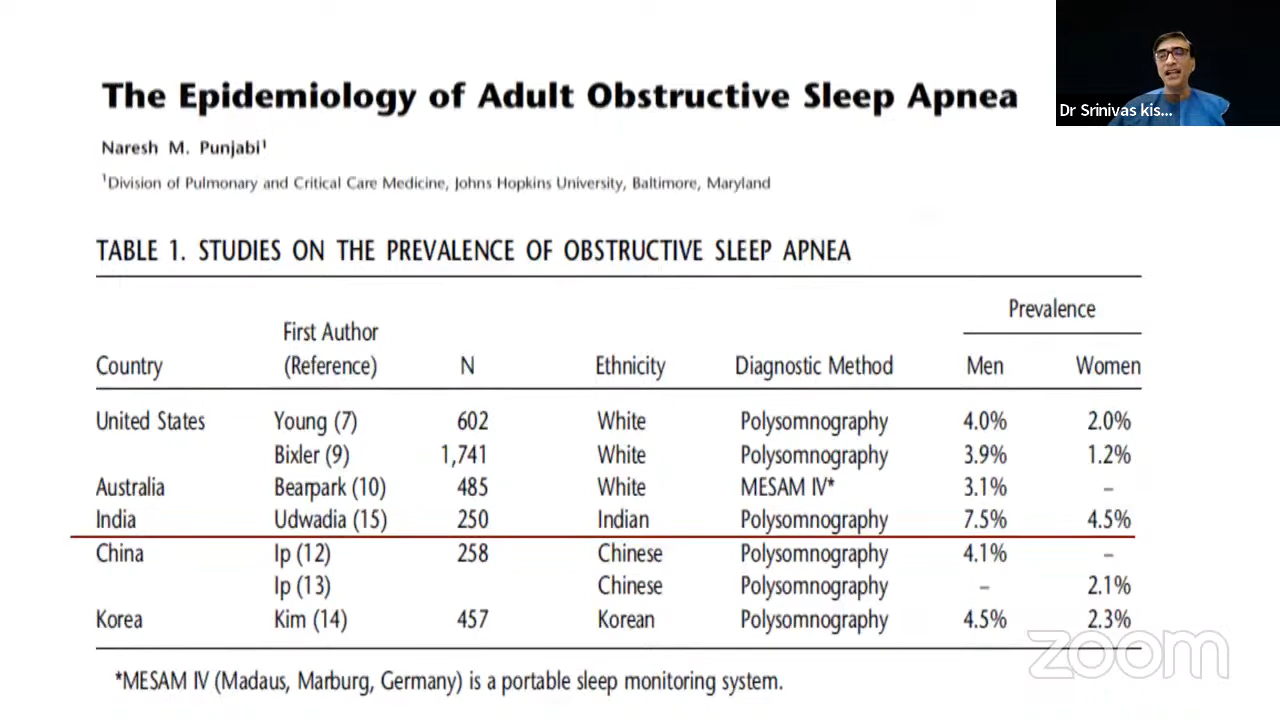 The Epidemiology of Adult Obstructive Sleep Apnea
Naresh M. Punjabi¹
¹Division of Pulmonary and Critical Care Medicine, Johns Hopkins University, Baltimore, Maryland
Dr Srinivas kis...
TABLE 1. STUDIES ON THE PREVALENCE OF OBSTRUCTIVE SLEEP APNEA
Prevalence
First Author
Country (Reference) N Ethnicity Diagnostic Method Men Women
United States Young (7) 602 White Polysomnography 4.0% 2.0%
Bixler (9) 1,741 White Polysomnography 3.9% 1.2%
Australia Bearpark (10) 485 White MESAM IV* 3.1% –
India Udwadia (15) 250 Indian Polysomnography 7.5% 4.5%
China Ip (12) 258 Chinese Polysomnography 4.1% –
Ip (13) Chinese Polysomnography – 2.1%
Korea Kim (14) 457 Korean Polysomnography 4.5% 2.3%
zoom
*MESAM IV (Madaus, Marburg, Germany) is a portable sleep monitoring system.